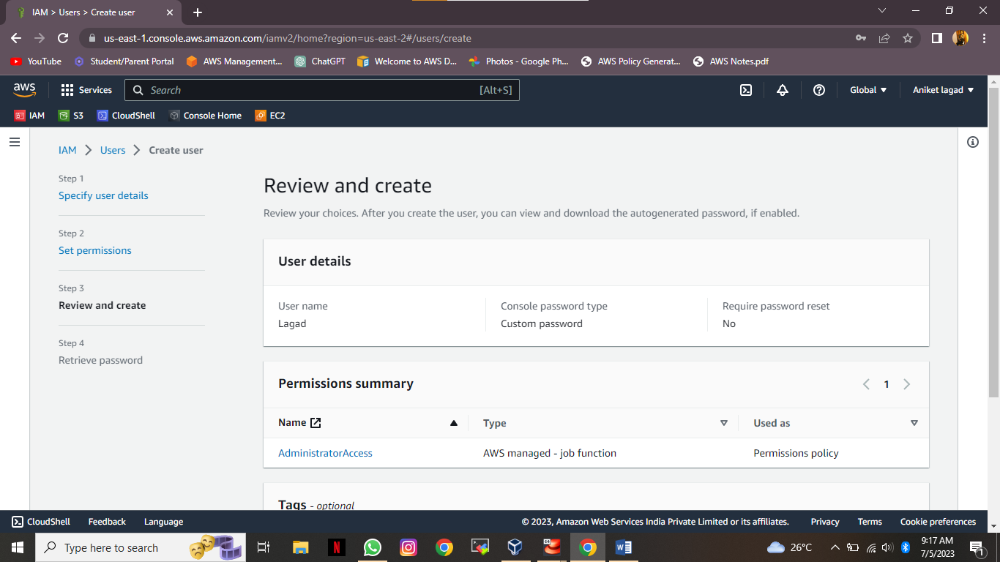 IAM > Users > Create user
us-east-1.console.aws.amazon.com/iamv2/home?region=us-east-2#/users/create
YouTube Student/Parent Portal AWS Management... ChatGPT Welcome to AWS D... Photos - Google Ph... AWS Policy Generat... AWS Notes.pdf
aws Services Search [Alt+S] Global Aniket lagad
IAM S3 CloudShell Console Home EC2
IAM > Users > Create user
Step 1
Specify user details
Step 2
Set permissions
Step 3
Review and create
Step 4
Retrieve password
Review and create
Review your choices. After you create the user, you can view and download the autogenerated password, if enabled.
User details
User name Console password type Require password reset
Lagad Custom password No
Permissions summary 1
Name Type Used as
AdministratorAccess AWS managed - job function Permissions policy
Tags - optional
CloudShell Feedback Language © 2023, Amazon Web Services India Private Limited or its affiliates. Privacy Terms Cookie preferences
Type here to search 26°C 9:17 AM
7/5/2023 1